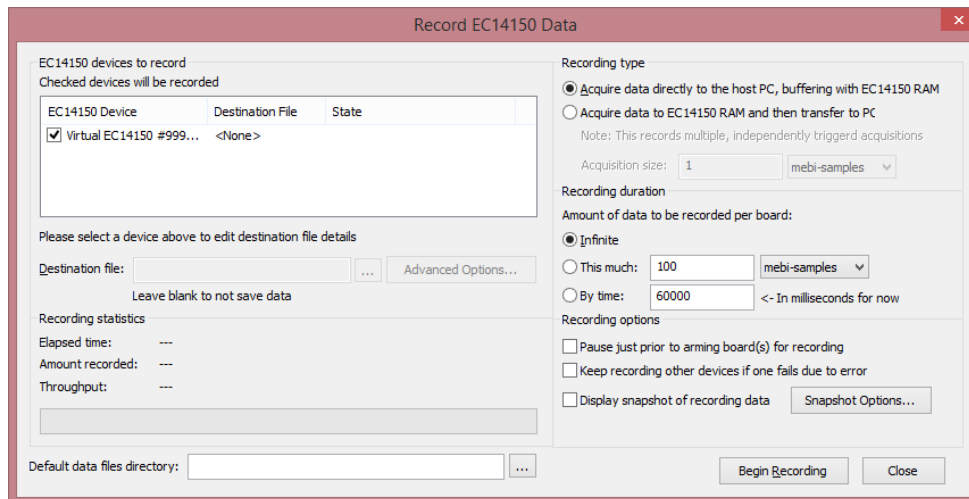 Record EC14150 Data
x
EC14150 devices to record
Checked devices will be recorded
EC14150 Device Destination File State
Virtual EC14150 #999... <None>
Please select a device above to edit destination file details
Destination file: ... Advanced Options...
Leave blank to not save data
Recording statistics
Elapsed time: ---
Amount recorded: ---
Throughput: ---
Default data files directory: ...
Recording type
Acquire data directly to the host PC, buffering with EC14150 RAM
Acquire data to EC14150 RAM and then transfer to PC
Note: This records multiple, independently triggerd acquisitions
Acquisition size: 1 mebi-samples
Recording duration
Amount of data to be recorded per board:
Infinite
This much: 100 mebi-samples
By time: 60000 <- In milliseconds for now
Recording options
Pause just prior to arming board(s) for recording
Keep recording other devices if one fails due to error
Display snapshot of recording data Snapshot Options...
Begin Recording Close